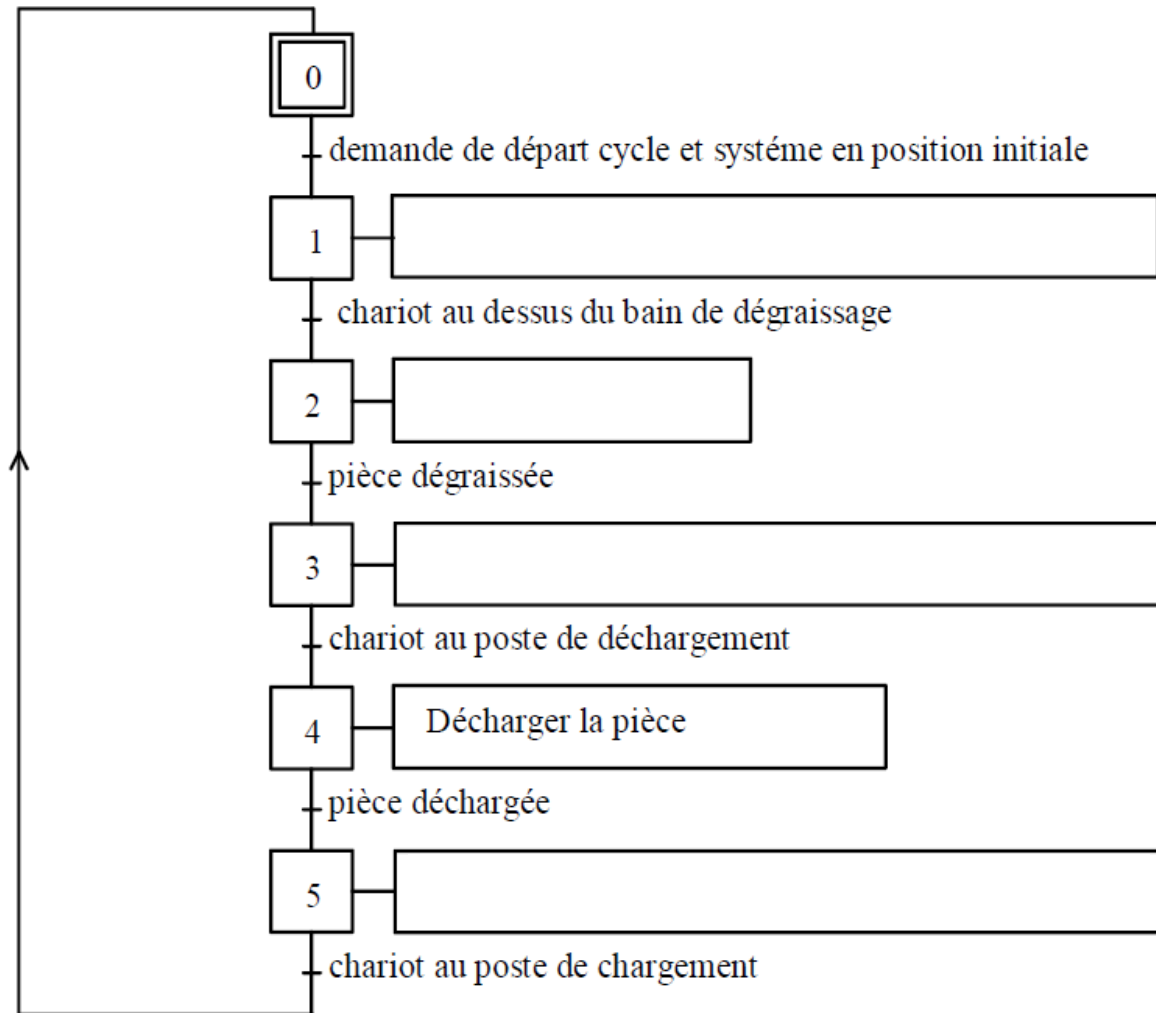 0
demande de départ cycle et systéme en position initiale
1
chariot au dessus du bain de dégraissage
2
pièce dégraissée
3
chariot au poste de déchargement
4 Décharger la pièce
pièce déchargée
5
chariot au poste de chargement